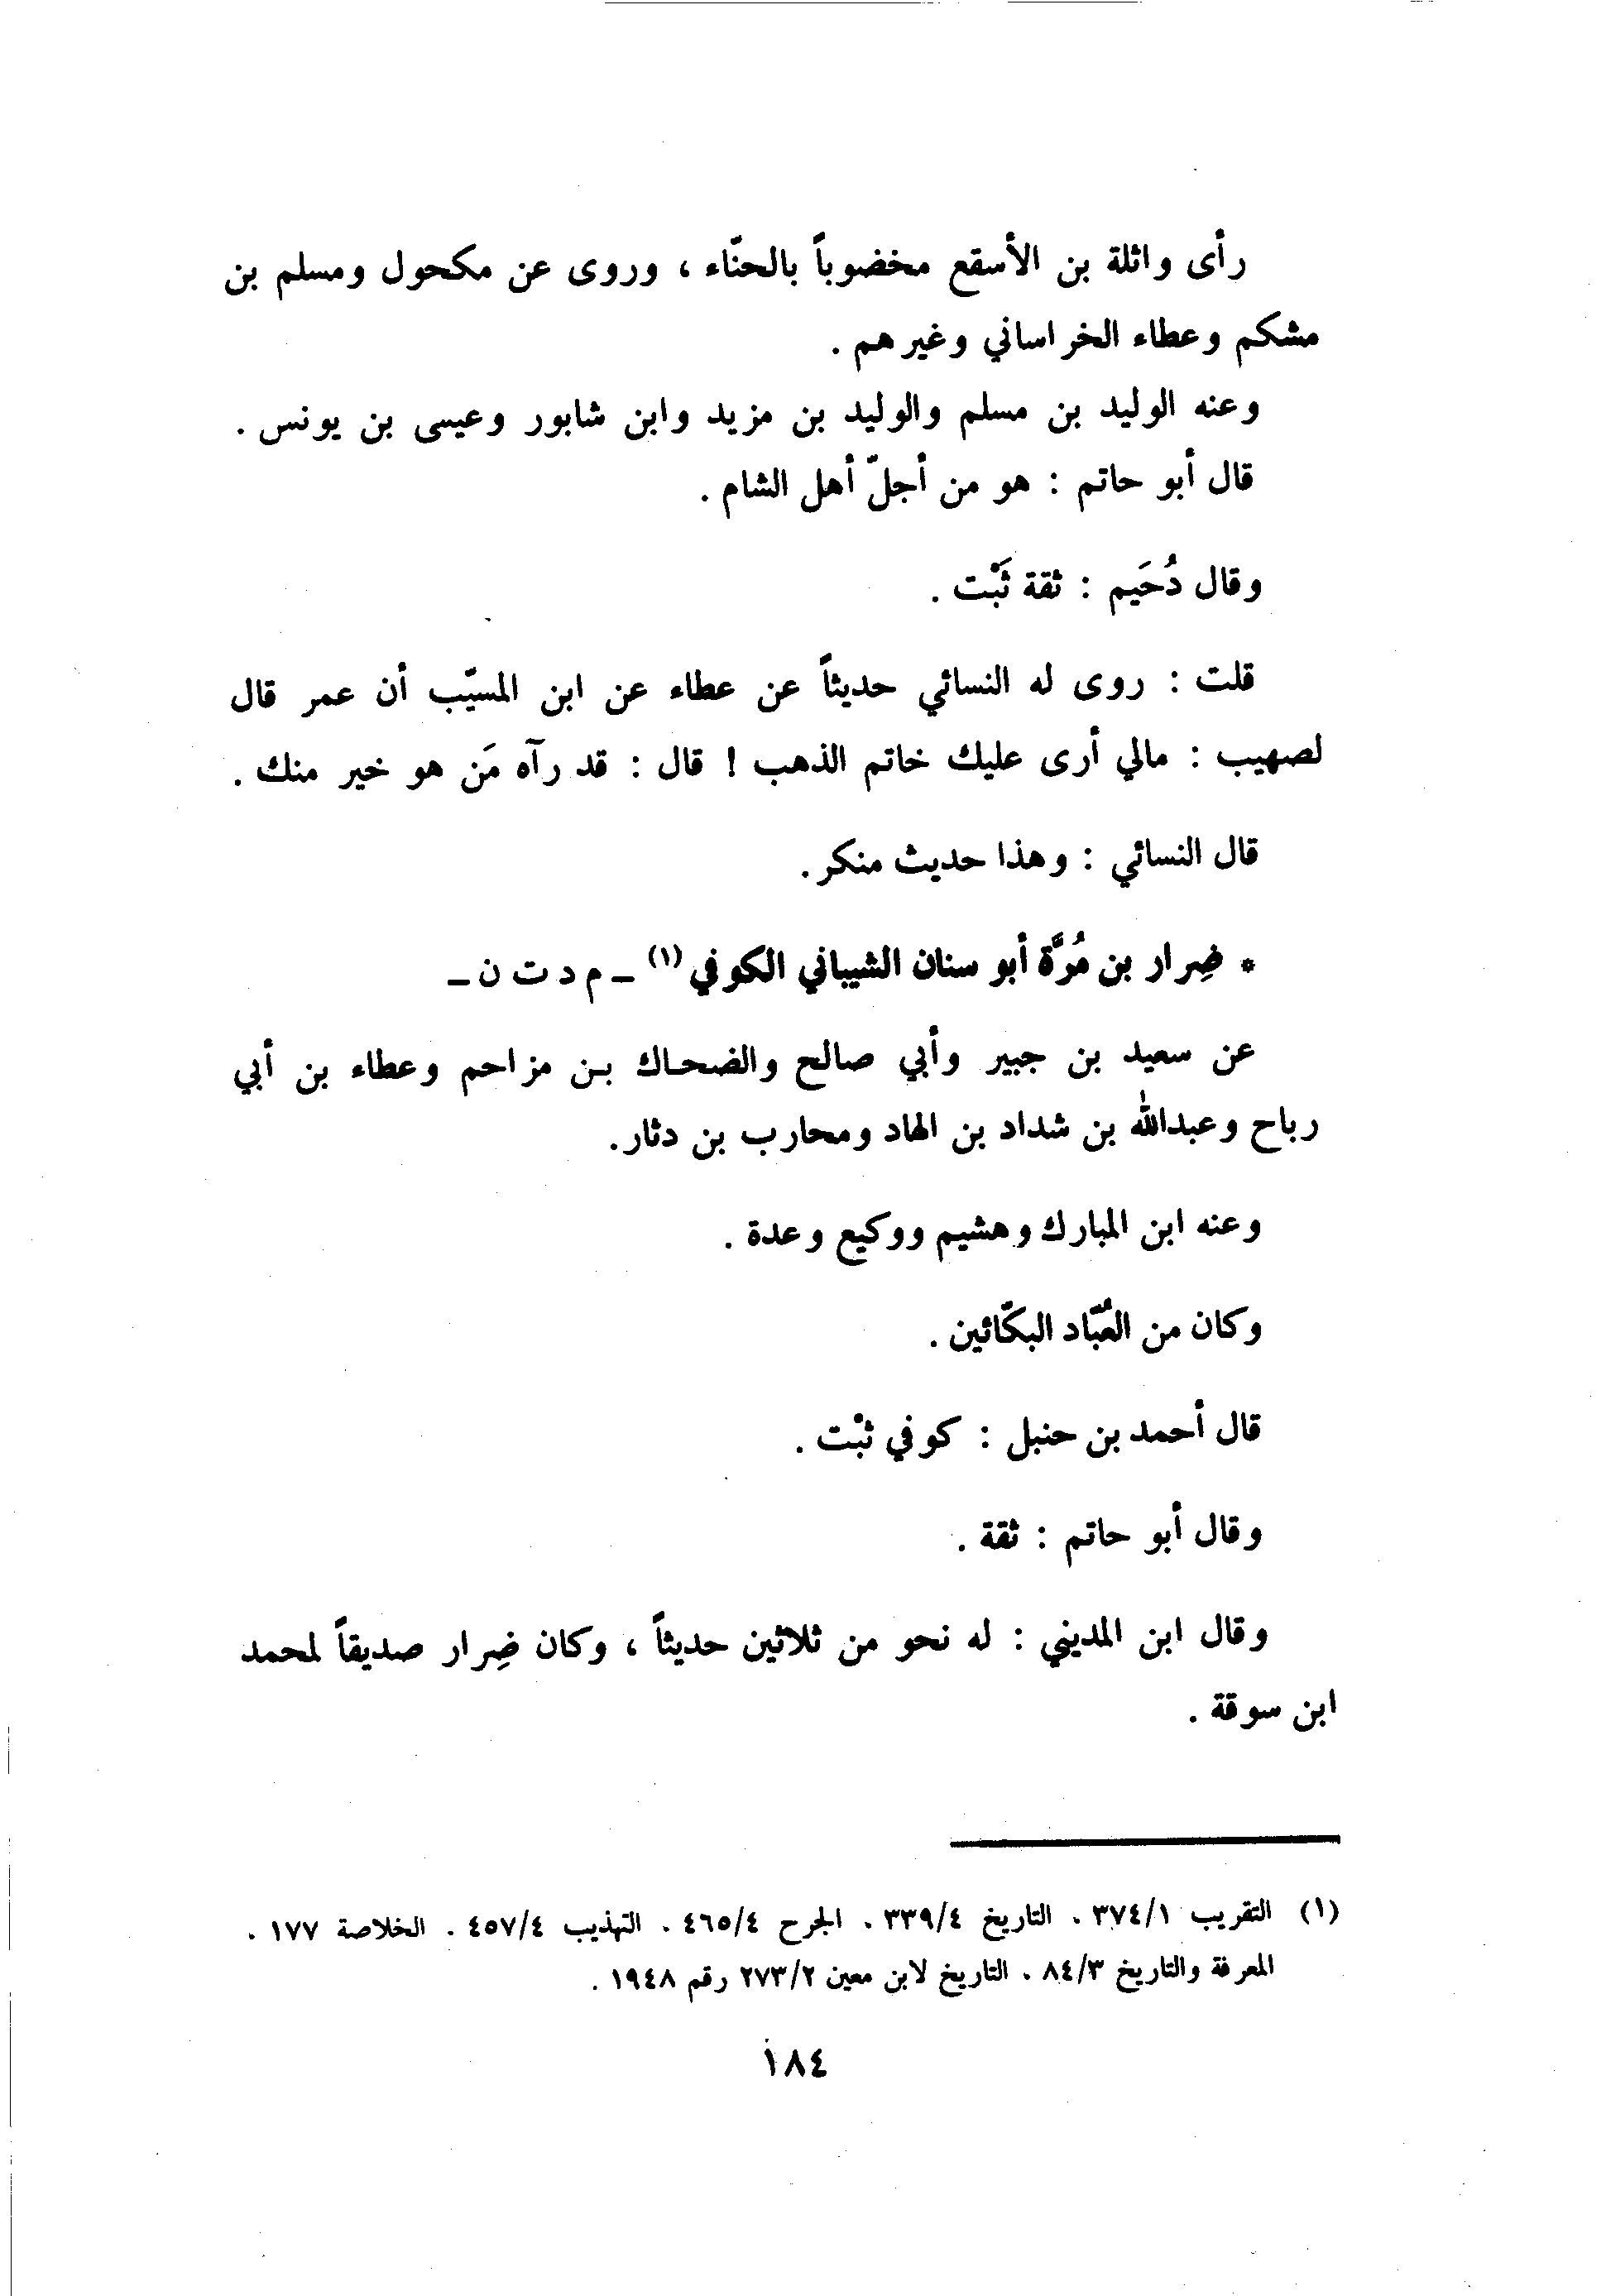 رأى واثلة بن الأسقع مخضوباً بالحنّاء ، وروى عن مكحول ومسلم بن
مشكم وعطاء الخراساني وغيرهم .
وعنه الوليد بن مسلم والوليد بن مزيد وابن شابور وعيسى بن يونس .
قال أبو حاتم : هو من أجلّ أهل الشام .
وقال دُحَيم : ثقة ثَبْت .
قلت : روى له النسائي حديثاً عن عطاء عن ابن المسيّب أن عمر قال
لصهيب : مالي أرى عليك خاتم الذهب ! قال : قد رآه مَن هو خير منك .
قال النسائي : وهذا حديث منكر .
* ضِرار بن مُرَّة أبو سنان الشيباني الكوفي (١) ـ م د ت ن ـ
عن سعيد بن جبير وأبي صالح والضحاك بـن مزاحم وعطاء بن أبي
رباح وعبدالله بن شداد بن الهاد ومحارب بن دثار .
وعنه ابن المبارك وهشيم ووكيع وعدة .
وكان من العُبّاد البكّائين .
قال أحمد بن حنبل : كوفي ثبْت .
وقال أبو حاتم : ثقة .
وقال ابن المديني : له نحو من ثلاثين حديثاً ، وكان ضِرار صديقاً لمحمد
ابن سوقة .
(١) التقريب ٣٧٤/١ . التاريخ ٣٣٩/٤ . الجرح ٤٦٥/٤ . التهذيب ٤٥٧/٤ . الخلاصة ١٧٧ .
المعرفة والتاريخ ٨٤/٣ . التاريخ لابن معين ٢٧٣/٢ رقم ١٩٤٨ .
١٨٤